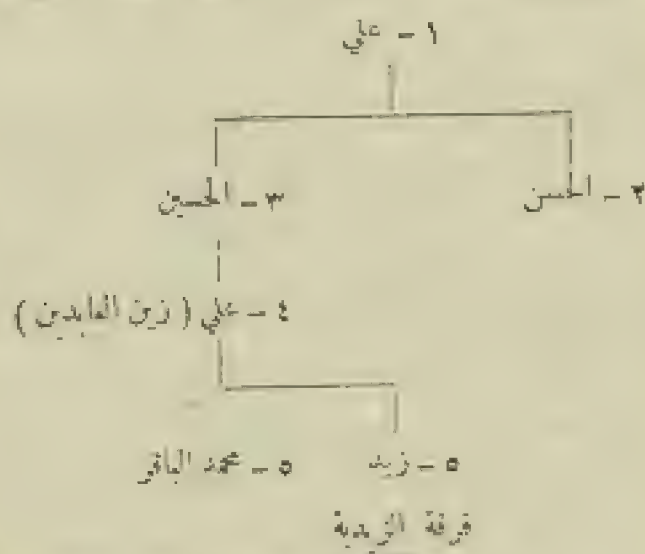 ١ - علي
٢ - الحسن
٣ - الحسين
٤ - علي ( زين العابدين )
٥ - زيد
فرقة الزيدية
٥ - محمد الباقر